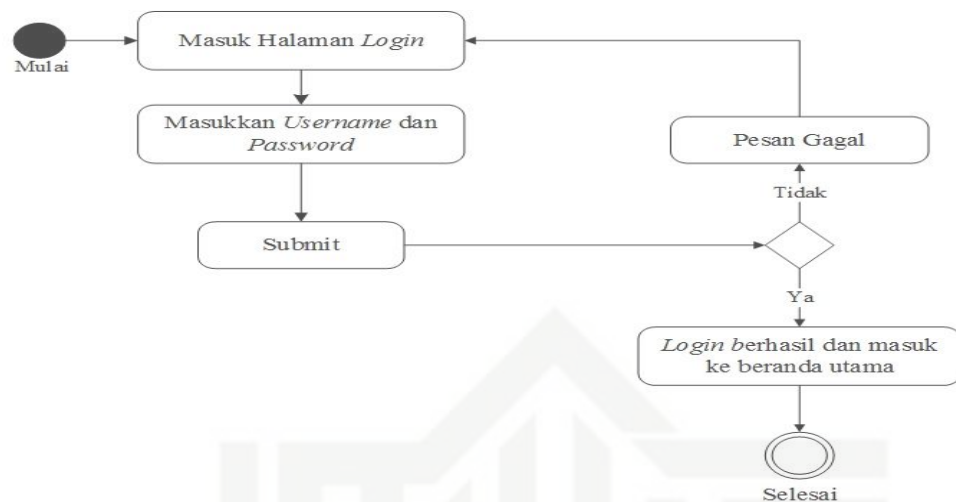 Mulai
Masuk Halaman Login
Masukkan Username dan
Password
Submit
Pesan Gagal
Tidak
Ya
Login berhasil dan masuk
ke beranda utama
Selesai